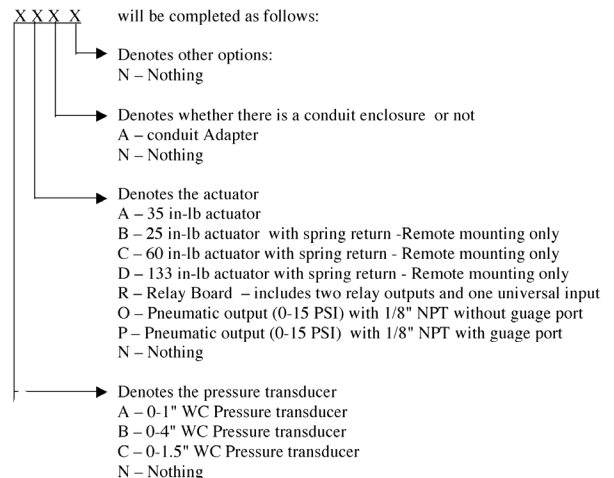 X X X X will be completed as follows:
Denotes other options:
N – Nothing
Denotes whether there is a conduit enclosure or not
A – conduit Adapter
N – Nothing
Denotes the actuator
A – 35 in-lb actuator
B – 25 in-lb actuator with spring return -Remote mounting only
C – 60 in-lb actuator with spring return - Remote mounting only
D – 133 in-lb actuator with spring return - Remote mounting only
R – Relay Board – includes two relay outputs and one universal input
O – Pneumatic output (0-15 PSI) with 1/8" NPT without guage port
P – Pneumatic output (0-15 PSI) with 1/8" NPT with guage port
N – Nothing
Denotes the pressure transducer
A – 0-1" WC Pressure transducer
B – 0-4" WC Pressure transducer
C – 0-1.5" WC Pressure transducer
N – Nothing